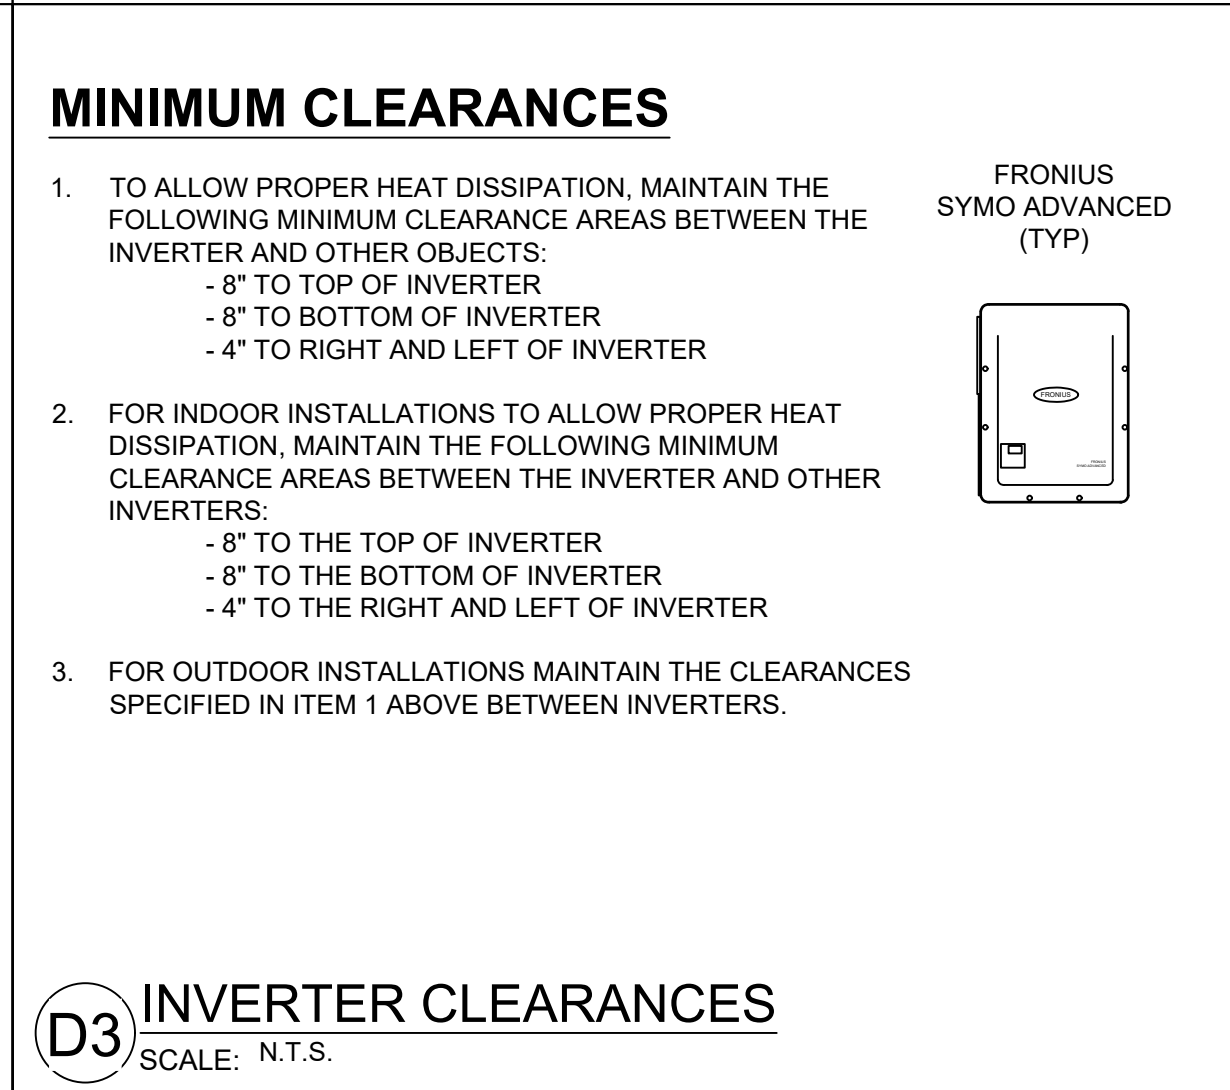 MINIMUM CLEARANCES
1. TO ALLOW PROPER HEAT DISSIPATION, MAINTAIN THE
FOLLOWING MINIMUM CLEARANCE AREAS BETWEEN THE
INVERTER AND OTHER OBJECTS:
- 8" TO TOP OF INVERTER
- 8" TO BOTTOM OF INVERTER
- 4" TO RIGHT AND LEFT OF INVERTER
2. FOR INDOOR INSTALLATIONS TO ALLOW PROPER HEAT
DISSIPATION, MAINTAIN THE FOLLOWING MINIMUM
CLEARANCE AREAS BETWEEN THE INVERTER AND OTHER
INVERTERS:
- 8" TO THE TOP OF INVERTER
- 8" TO THE BOTTOM OF INVERTER
- 4" TO THE RIGHT AND LEFT OF INVERTER
3. FOR OUTDOOR INSTALLATIONS MAINTAIN THE CLEARANCES
SPECIFIED IN ITEM 1 ABOVE BETWEEN INVERTERS.
FRONIUS
SYMO ADVANCED
(TYP)
FRONIUS
FRONIUS
SYMO ADVANCED
D3
INVERTER CLEARANCES
SCALE: N.T.S.